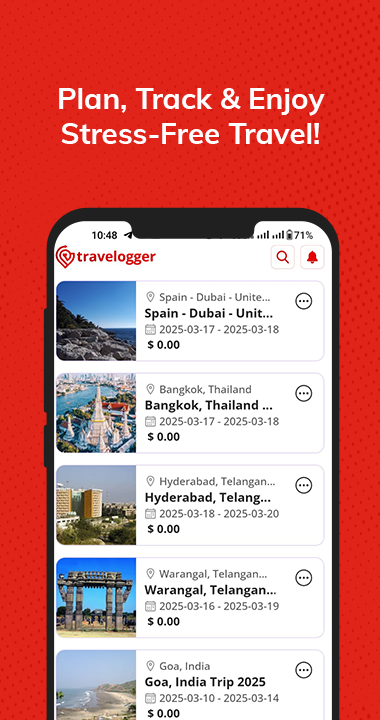 Plan, Track & Enjoy
Stress-Free Travel!
10:48
71%
travelogger
Spain - Dubai - Unite...
Spain - Dubai - Unit...
2025-03-17 - 2025-03-18
$ 0.00
Bangkok, Thailand
Bangkok, Thailand ...
2025-03-17 - 2025-03-18
$ 0.00
Hyderabad, Telangan...
Hyderabad, Telang...
2025-03-18 - 2025-03-20
$ 0.00
Warangal, Telangan...
Warangal, Telangan...
2025-03-16 - 2025-03-19
$ 0.00
Goa, India
Goa, India Trip 2025
2025-03-10 - 2025-03-14
$ 0.00